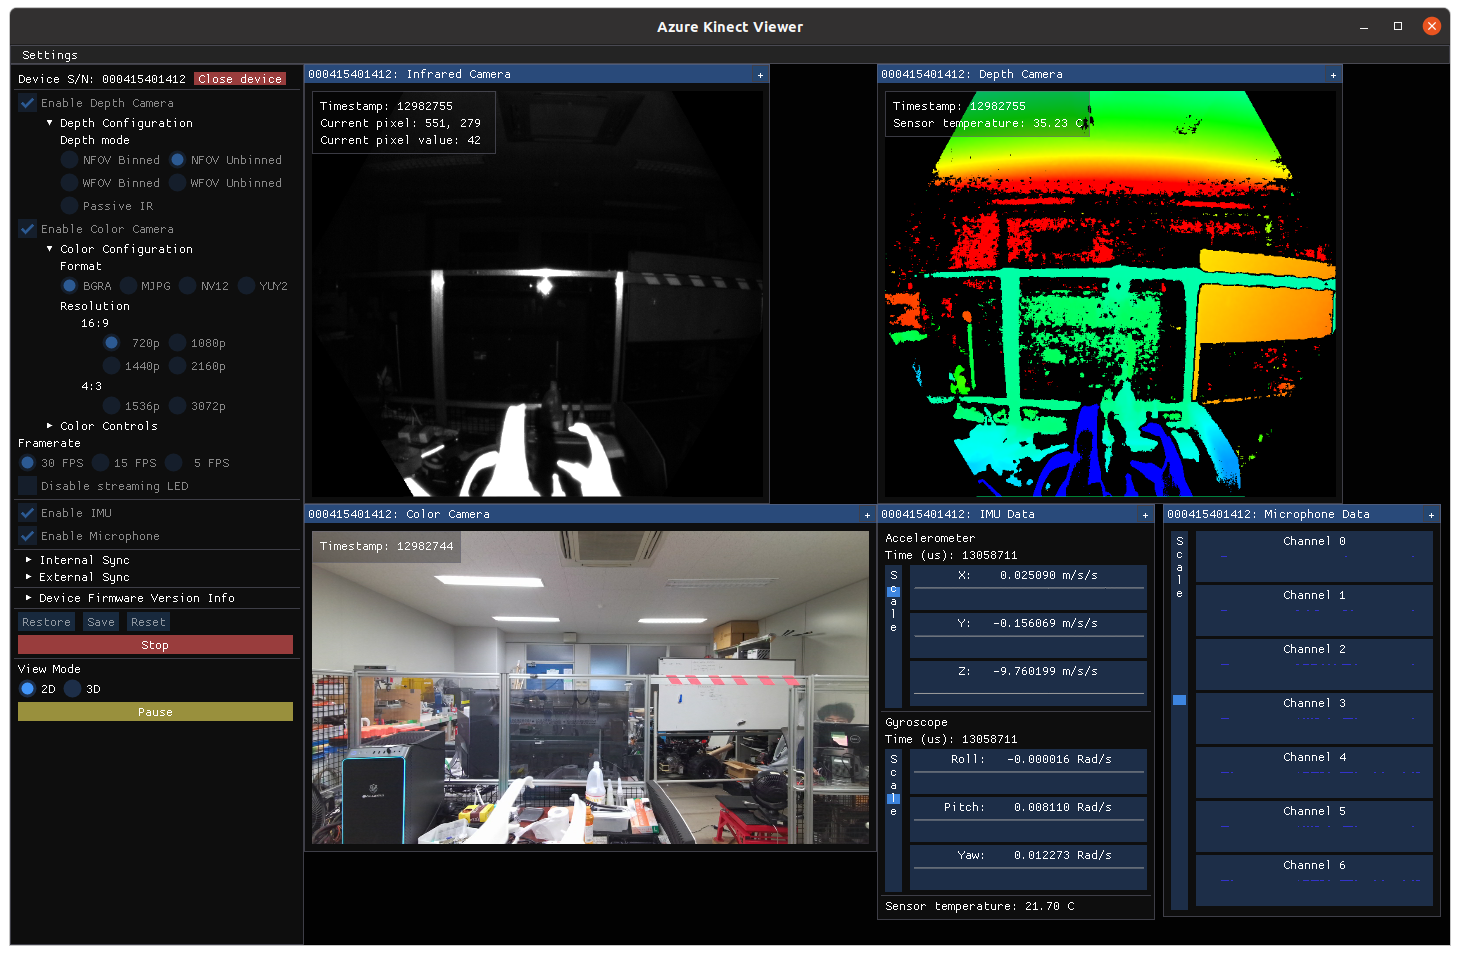 Azure Kinect Viewer
Settings
Device S/N: 000415401412 Close device
Enable Depth Camera
Depth Configuration
Depth mode
NFOV Binned NFOV Unbinned
WFOV Binned WFOV Unbinned
Passive IR
Enable Color Camera
Color Configuration
Format
BGRA MJPG NV12 YUY2
Resolution
16:9
720p 1080p
1440p 2160p
4:3
1536p 3072p
Color Controls
Framerate
30 FPS 15 FPS 5 FPS
Disable streaming LED
Enable IMU
Enable Microphone
Internal Sync
External Sync
Device Firmware Version Info
Restore Save Reset
Stop
View Mode
2D 3D
Pause
000415401412: Infrared Camera +
Timestamp: 12982755
Current pixel: 551, 279
Current pixel value: 42
000415401412: Depth Camera +
Timestamp: 12982755
Sensor temperature: 35.23 C
000415401412: Color Camera +
Timestamp: 12982744
000415401412: IMU Data +
Accelerometer
Time (us): 13058711
Scale
X: 0.025090 m/s/s
Y: -0.156069 m/s/s
Z: -9.760199 m/s/s
Gyroscope
Time (us): 13058711
Scale
Roll: -0.000016 Rad/s
Pitch: 0.008110 Rad/s
Yaw: 0.012273 Rad/s
Sensor temperature: 21.70 C
000415401412: Microphone Data +
Scale
Channel 0
Channel 1
Channel 2
Channel 3
Channel 4
Channel 5
Channel 6